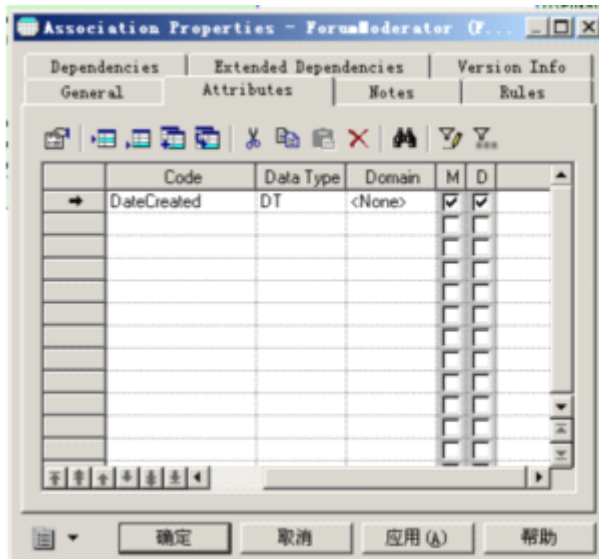 Association Properties - ForumModerator (F...
Dependencies Extended Dependencies Version Info
General Attributes Notes Rules
Code Data Type Domain M D
DateCreated DT <None>
确定 取消 应用(A) 帮助